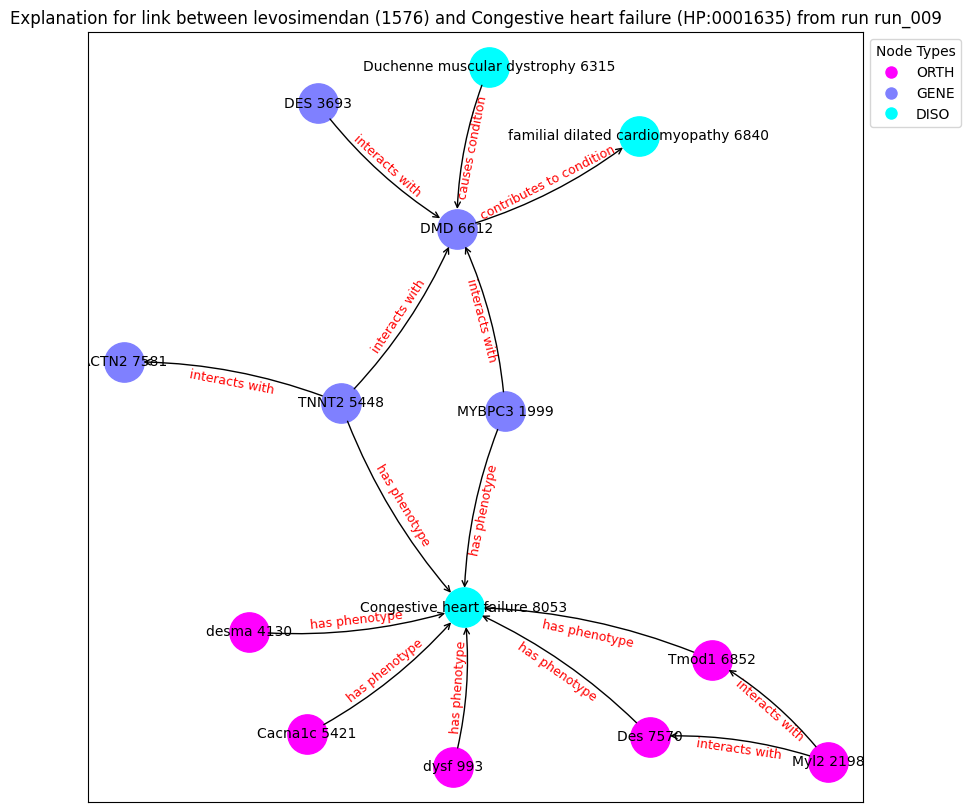 Explanation for link between levosimendan (1576) and Congestive heart failure (HP:0001635) from run run_009
Node Types
ORTH
GENE
DISO
Duchenne muscular dystrophy 6315
DES 3693
familial dilated cardiomyopathy 6840
interacts with
causes condition
contributes to condition
DMD 6612
interacts with
interacts with
ACTN2 7581
interacts with
TNNT2 5448
MYBPC3 1999
has phenotype
has phenotype
Congestive heart failure 8053
desma 4130
has phenotype
has phenotype
Tmod1 6852
has phenotype
has phenotype
has phenotype
interacts with
Cacna1c 5421
Des 7570
interacts with
dysf 993
Myl2 2198